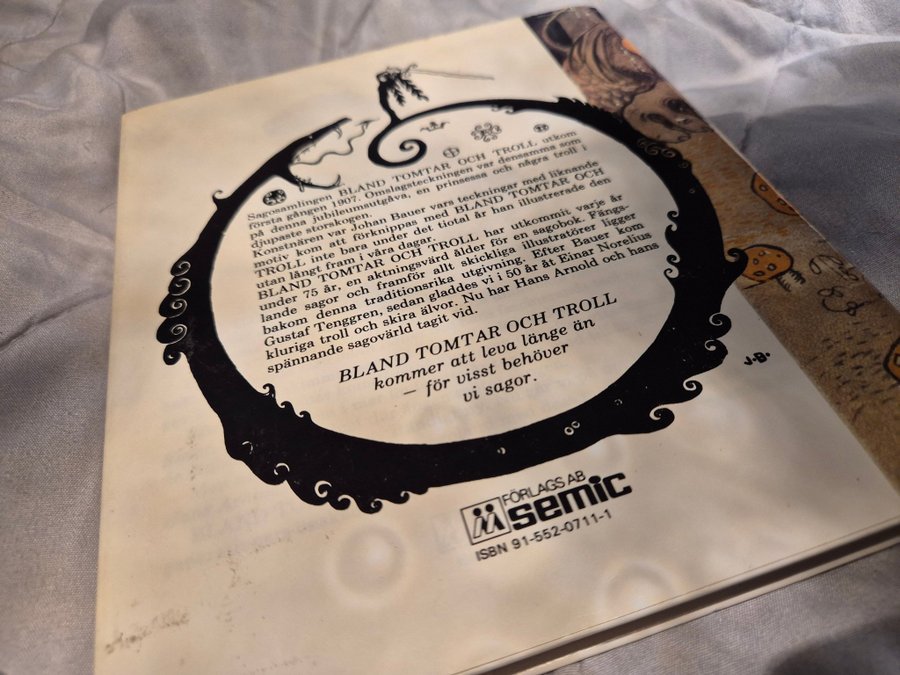 Sagosamlingen BLAND TOMTAR OCH TROLL utkom
första gången 1907. Omslagsteckningen var densamma som
på denna jubileumsutgåva, en prinsessa och några troll i
djupaste storskogen.
Konstnären var Johan Bauer vars teckningar med liknande
motiv kom att förknippas med BLAND TOMTAR OCH
TROLL inte bara under det tiotal år han illustrerade den
utan långt fram i våra dagar.
BLAND TOMTAR OCH TROLL har utkommit varje år
under 75 år, en aktningsvärd ålder för en sagobok. Fängs-
lande sagor och framför allt skickliga illustratörer ligger
bakom denna traditionsrika utgivning. Efter Bauer kom
Gustaf Tenggren, sedan gladdes vi i 50 år åt Einar Norelius
kluriga troll och skira älvor. Nu har Hans Arnold och hans
spännande sagovärld tagit vid.
BLAND TOMTAR OCH TROLL
kommer att leva länge än
– för visst behöver
vi sagor.
J.B.
FÖRLAGS AB
semic
ISBN 91-552-0711-1